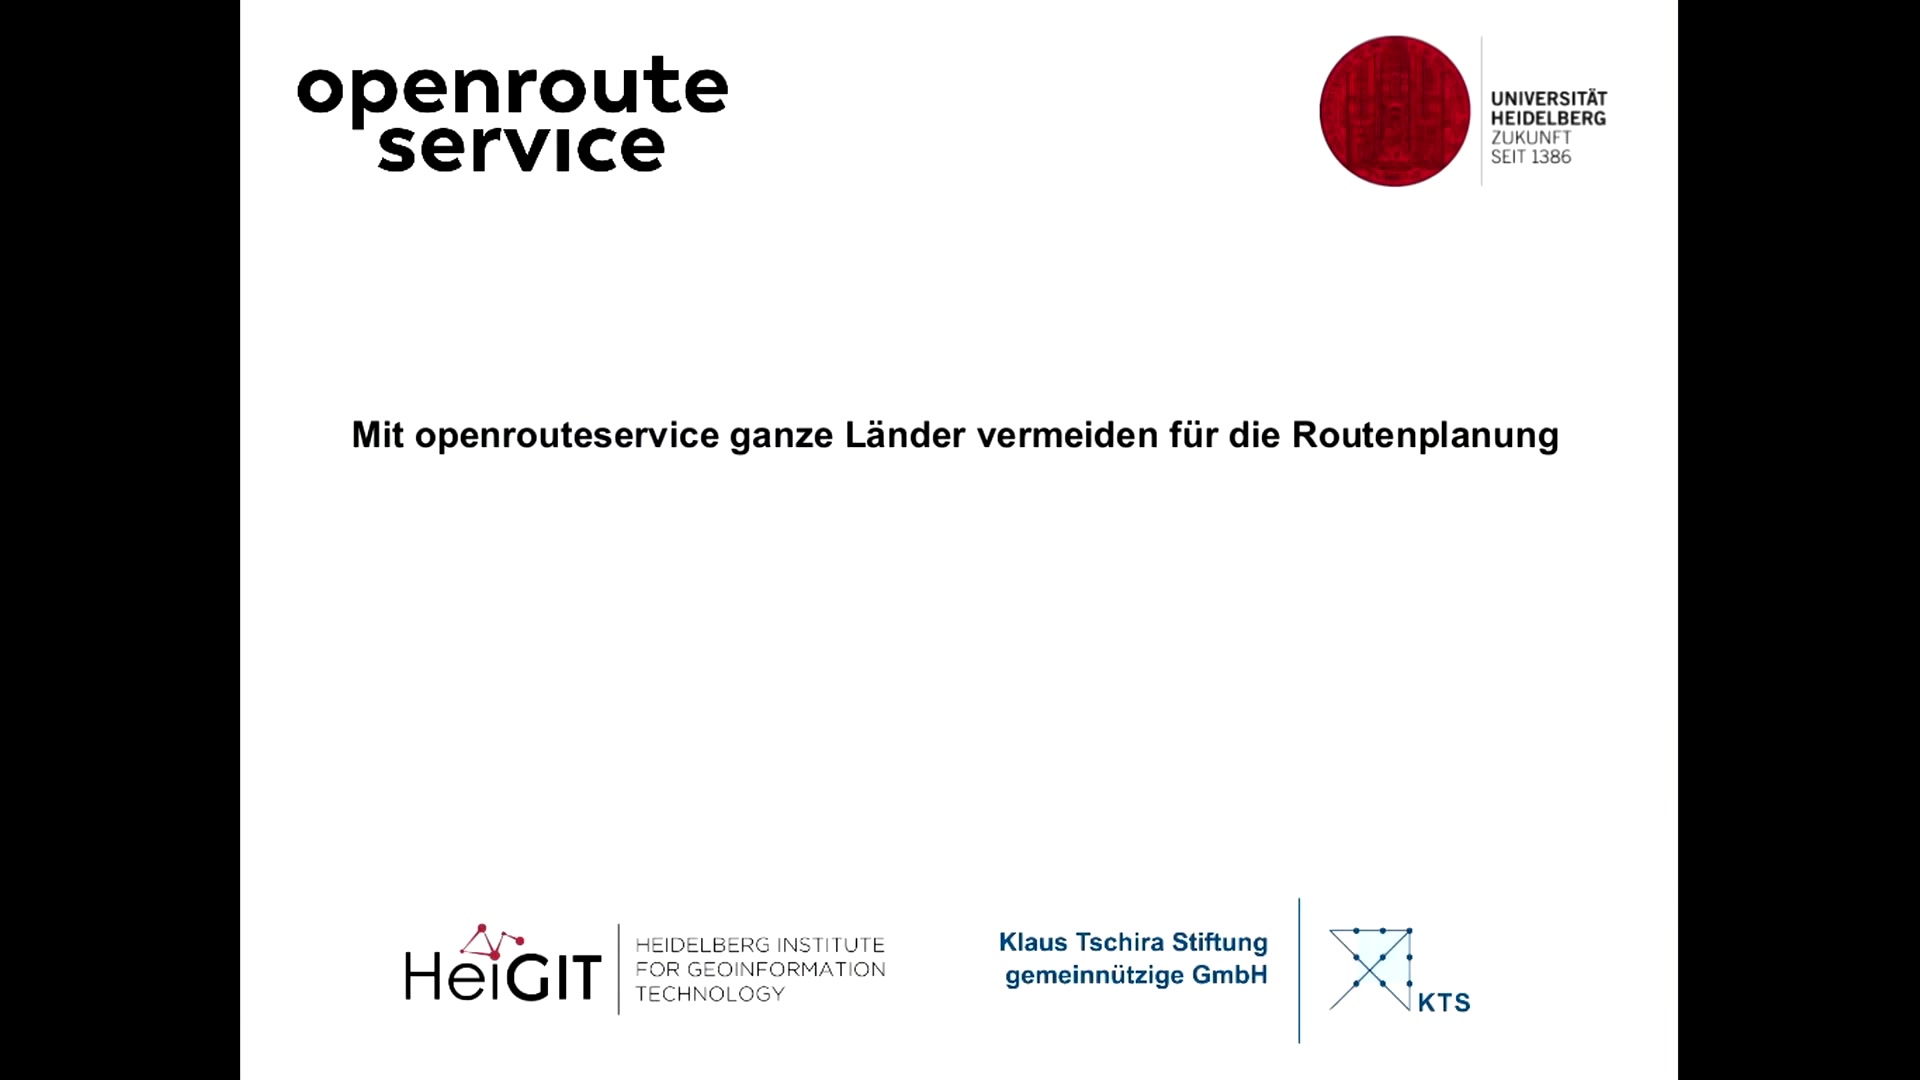 openroute
service
UNIVERSITÄT
HEIDELBERG
ZUKUNFT
SEIT 1386
Mit openrouteservice ganze Länder vermeiden für die Routenplanung
HeiGIT
HEIDELBERG INSTITUTE
FOR GEOINFORMATION
TECHNOLOGY
Klaus Tschira Stiftung
gemeinnützige GmbH
KTS